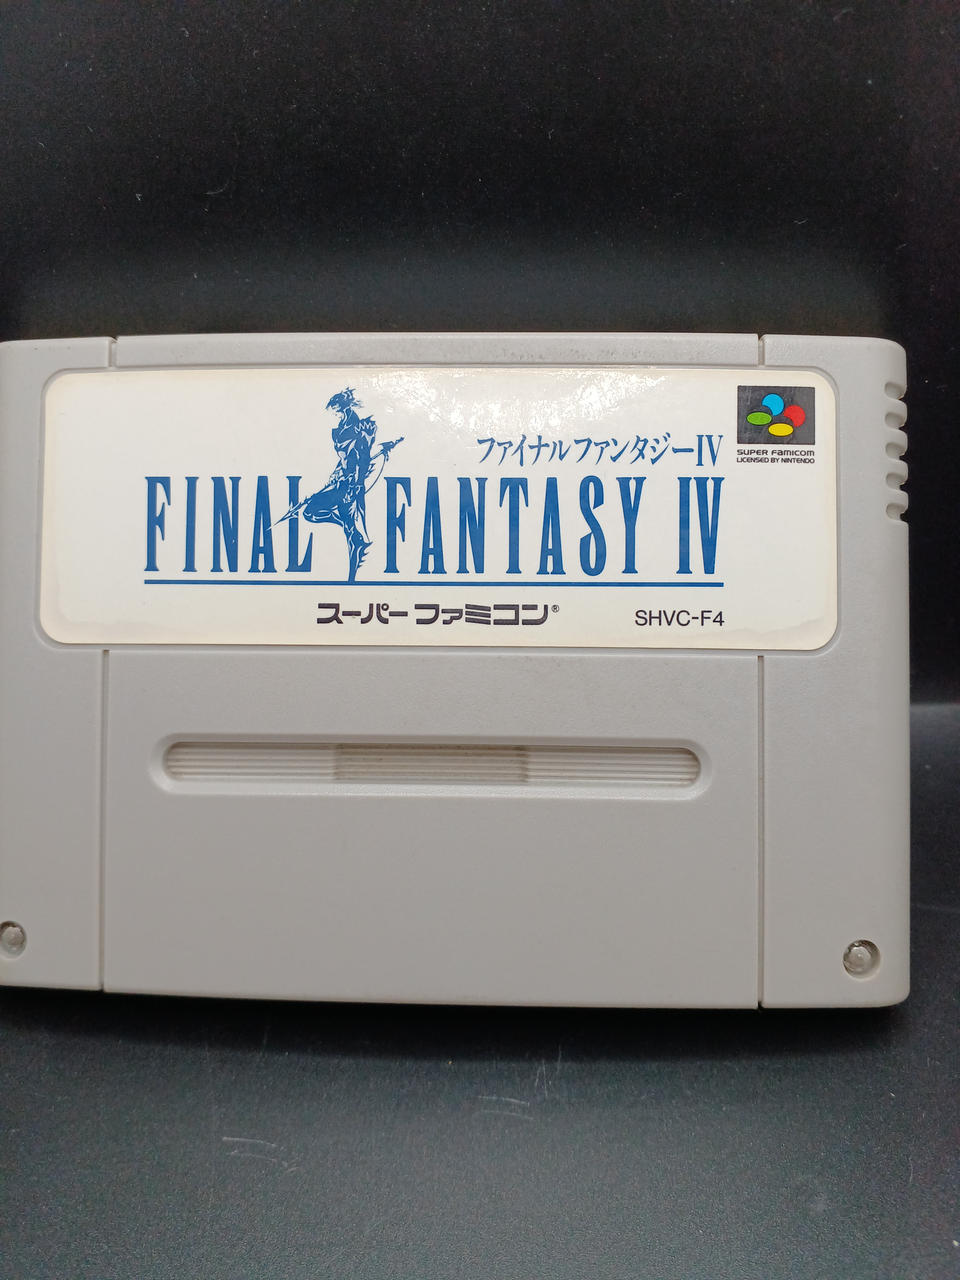 ファイナルファンタジーIV
SUPER FAMICOM
LICENSED BY NINTENDO
FINAL FANTASY IV
スーパーファミコン®
SHVC-F4